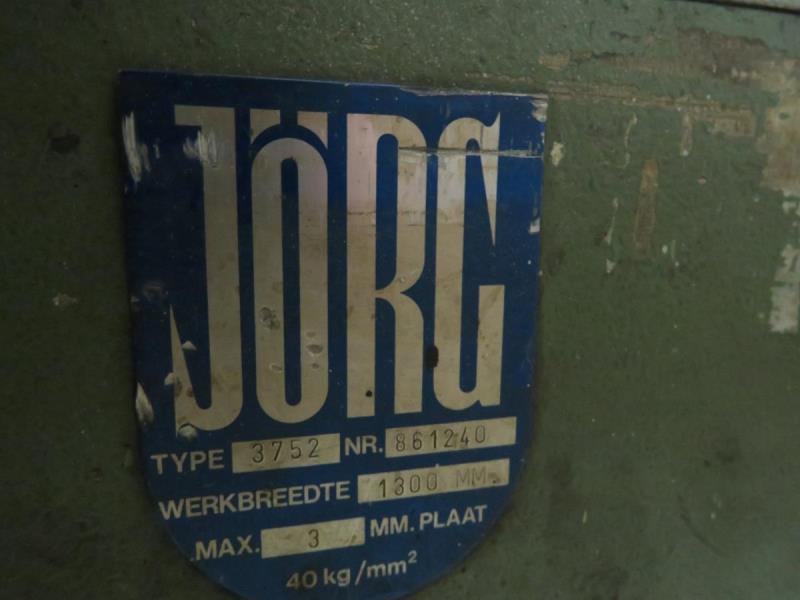 JÖRG
TYPE 3752 NR. 861240
WERKBREEDTE 1300 MM.
MAX. 3 MM. PLAAT
40 kg/mm²